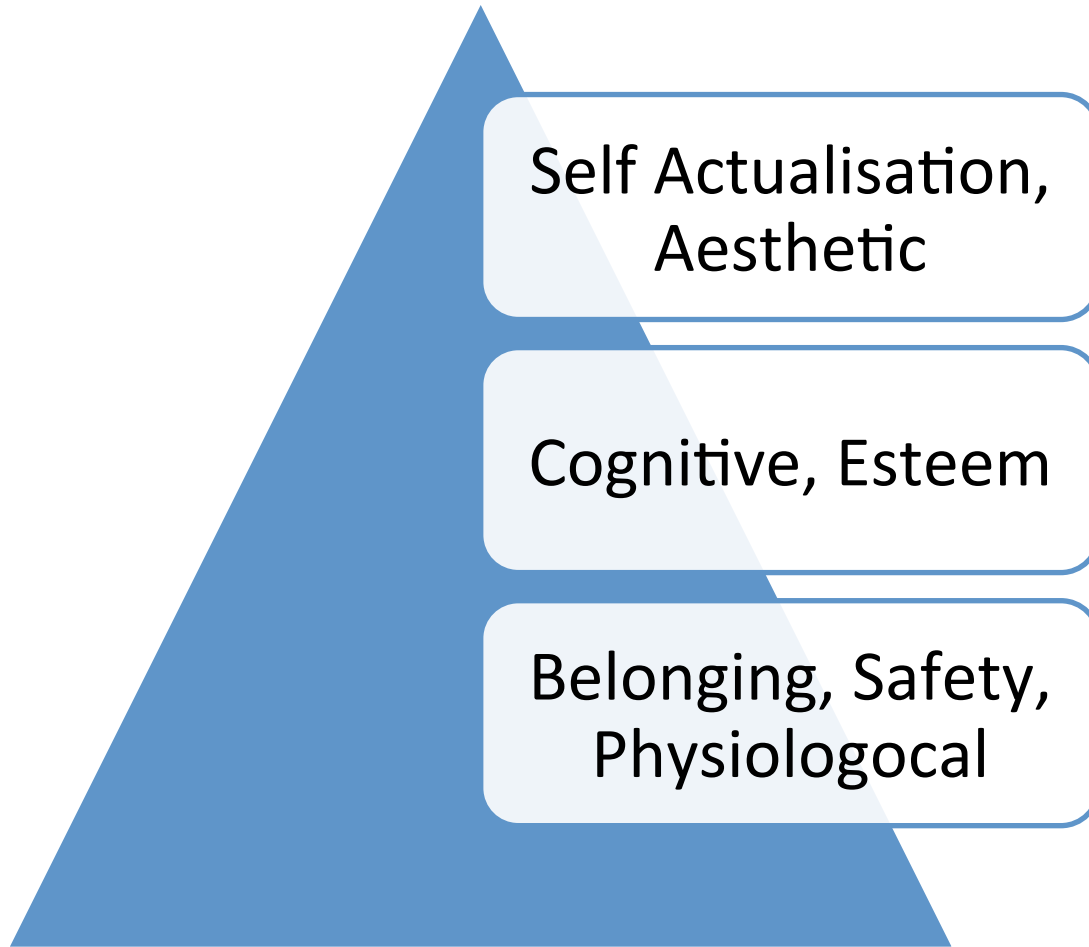 Self Actualisation,
Aesthetic
Cognitive, Esteem
Belonging, Safety,
Physiologocal